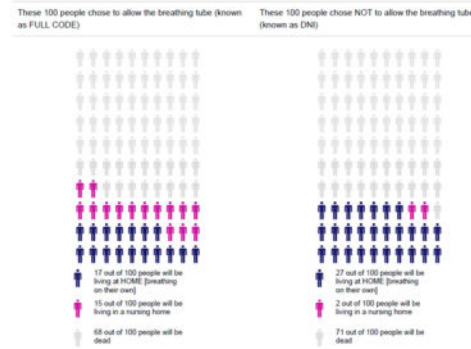 These 100 people chose to allow the breathing tube (known
as FULL CODE)
17 out of 100 people will be
living at HOME [breathing
on their own]
15 out of 100 people will be
living in a nursing home
68 out of 100 people will be
dead
These 100 people chose NOT to allow the breathing tube
(known as DNI)
27 out of 100 people will be
living at HOME [breathing
on their own]
2 out of 100 people will be
living in a nursing home
71 out of 100 people will be
dead